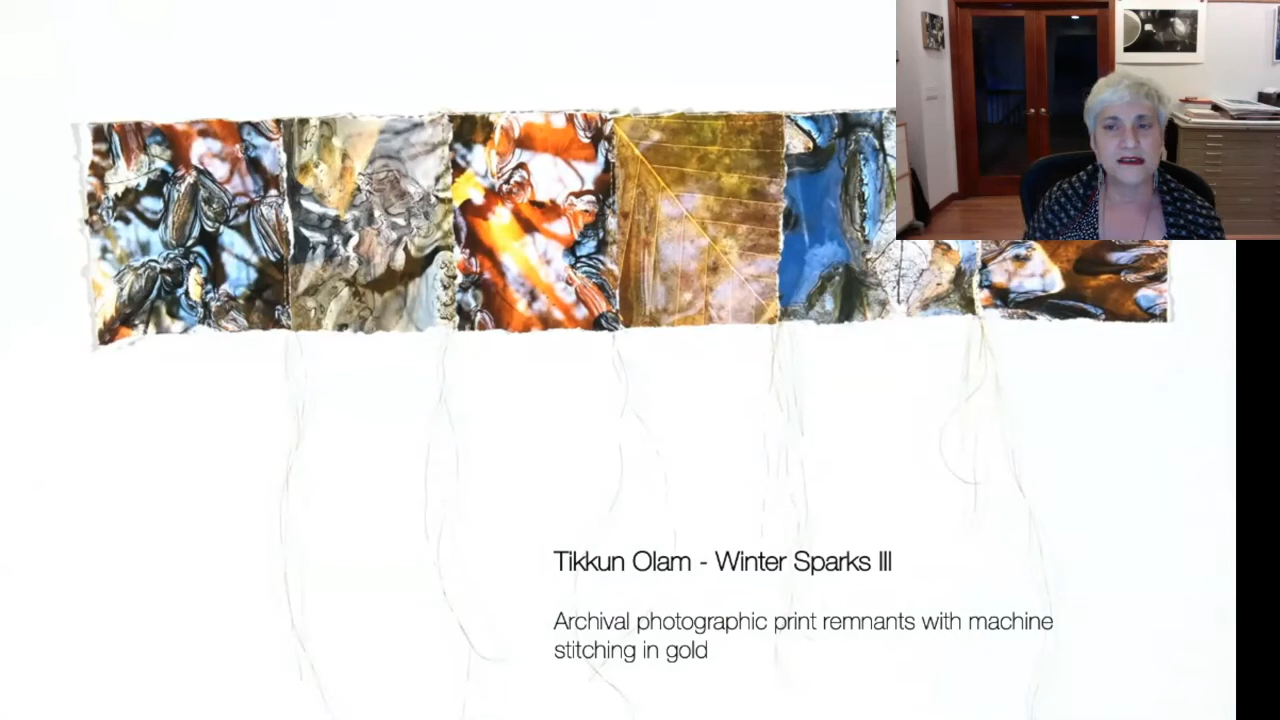 Tikkun Olam - Winter Sparks III
Archival photographic print remnants with machine
stitching in gold